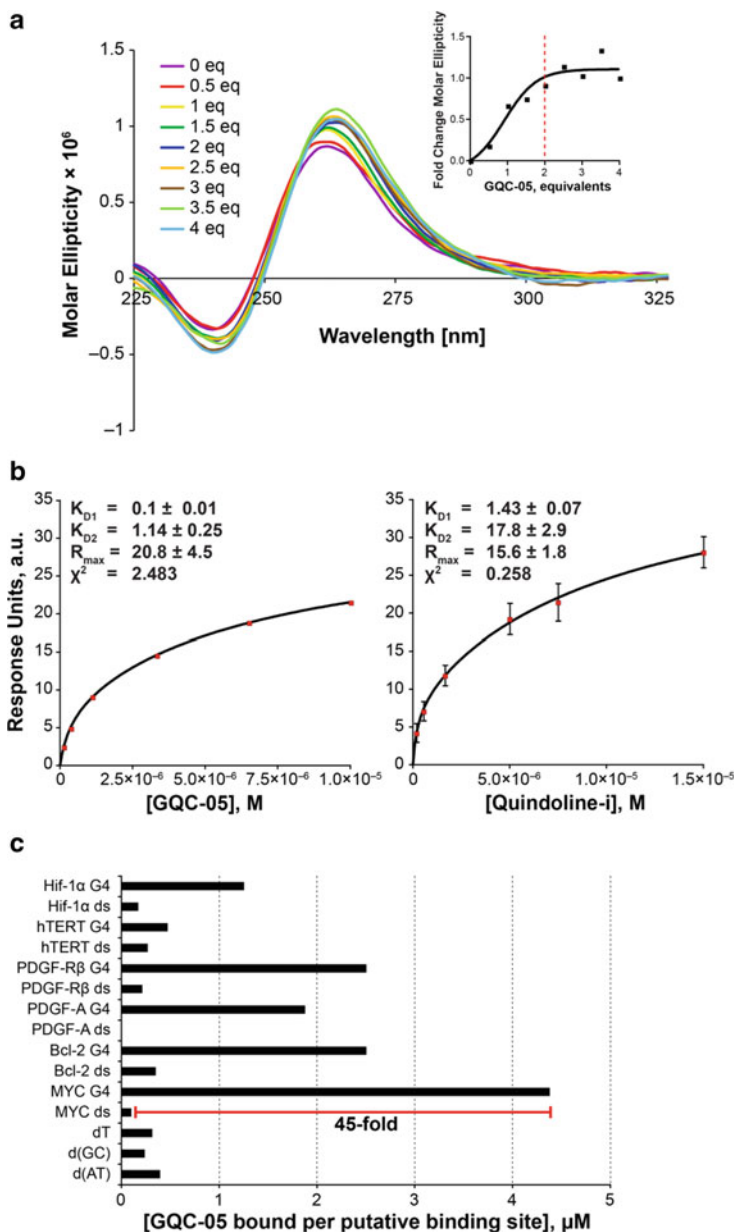 a
Molar Ellipticity × 10⁶
1.5
1
0.5
0
–0.5
–1
225
250
275
300
325
Wavelength [nm]
0 eq
0.5 eq
1 eq
1.5 eq
2 eq
2.5 eq
3 eq
3.5 eq
4 eq
Fold Change Molar Ellipticity
1.5
1.0
0.5
0.0
0
1
2
3
4
GQC-05, equivalents
b
Response Units, a.u.
35
30
25
20
15
10
5
0
K_D1 = 0.1 ± 0.01
K_D2 = 1.14 ± 0.25
R_max = 20.8 ± 4.5
χ² = 2.483
0
2.5×10⁻⁶
5.0×10⁻⁶
7.5×10⁻⁶
1.0×10⁻⁵
[GQC-05], M
35
30
25
20
15
10
5
0
K_D1 = 1.43 ± 0.07
K_D2 = 17.8 ± 2.9
R_max = 15.6 ± 1.8
χ² = 0.258
0
5.0×10⁻⁶
1.0×10⁻⁵
1.5×10⁻⁵
[Quindoline-i], M
c
Hif-1α G4
Hif-1α ds
hTERT G4
hTERT ds
PDGF-Rβ G4
PDGF-Rβ ds
PDGF-A G4
PDGF-A ds
Bcl-2 G4
Bcl-2 ds
MYC G4
MYC ds
45-fold
dT
d(GC)
d(AT)
0
1
2
3
4
5
[GQC-05 bound per putative binding site], µM